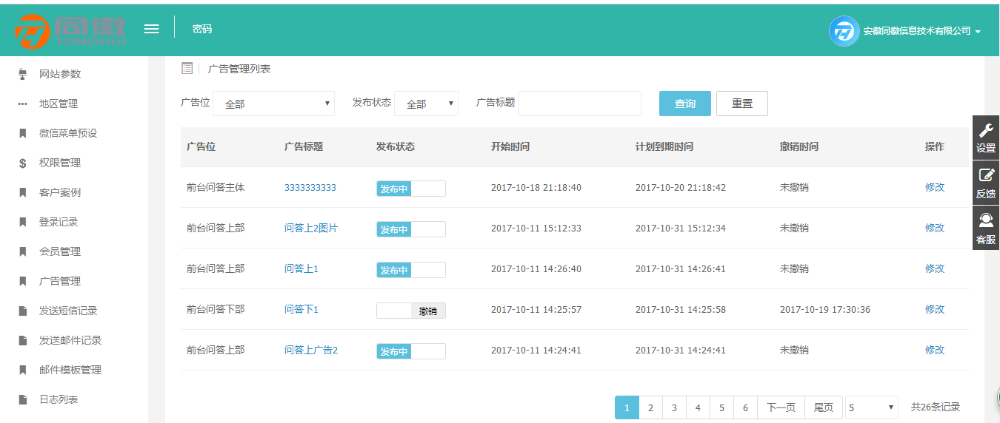 同徽
TONGHUI
密码
安徽同徽信息技术有限公司
网站参数
地区管理
微信菜单预设
权限管理
客户案例
登录记录
会员管理
广告管理
发送短信记录
发送邮件记录
邮件模板管理
日志列表
广告管理列表
广告位 全部 发布状态 全部 广告标题 查询 重置
广告位 广告标题 发布状态 开始时间 计划到期时间 撤销时间 操作
前台问答主体 3333333333 发布中 2017-10-18 21:18:40 2017-10-20 21:18:42 未撤销 修改
前台问答上部 问答上2图片 发布中 2017-10-11 15:12:33 2017-10-31 15:12:34 未撤销 修改
前台问答上部 问答上1 发布中 2017-10-11 14:26:40 2017-10-31 14:26:41 未撤销 修改
前台问答下部 问答下1 撤销 2017-10-11 14:25:57 2017-10-31 14:25:58 2017-10-19 17:30:36 修改
前台问答上部 问答上广告2 发布中 2017-10-11 14:24:41 2017-10-31 14:24:41 未撤销 修改
1 2 3 4 5 6 下一页 尾页 5 共26条记录
设置
反馈
客服